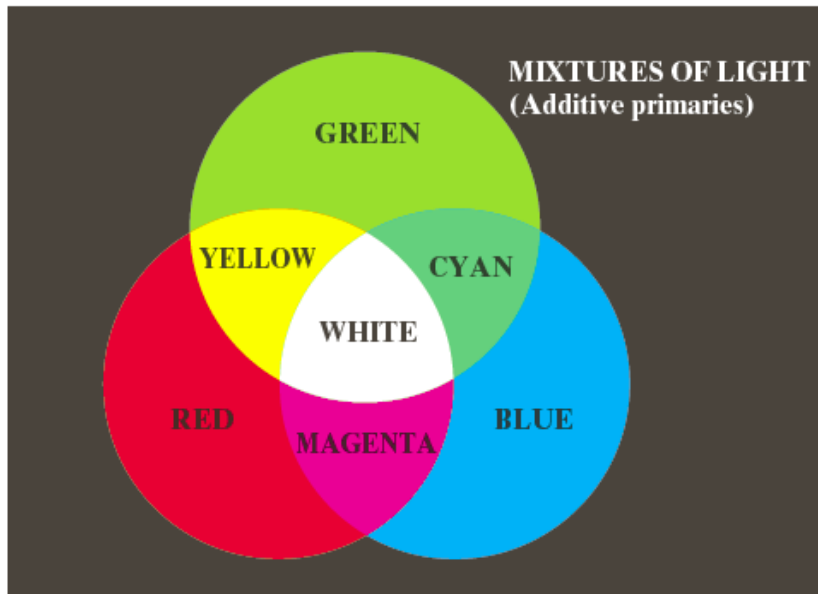 MIXTURES OF LIGHT
(Additive primaries)
GREEN
YELLOW
CYAN
WHITE
RED
BLUE
MAGENTA